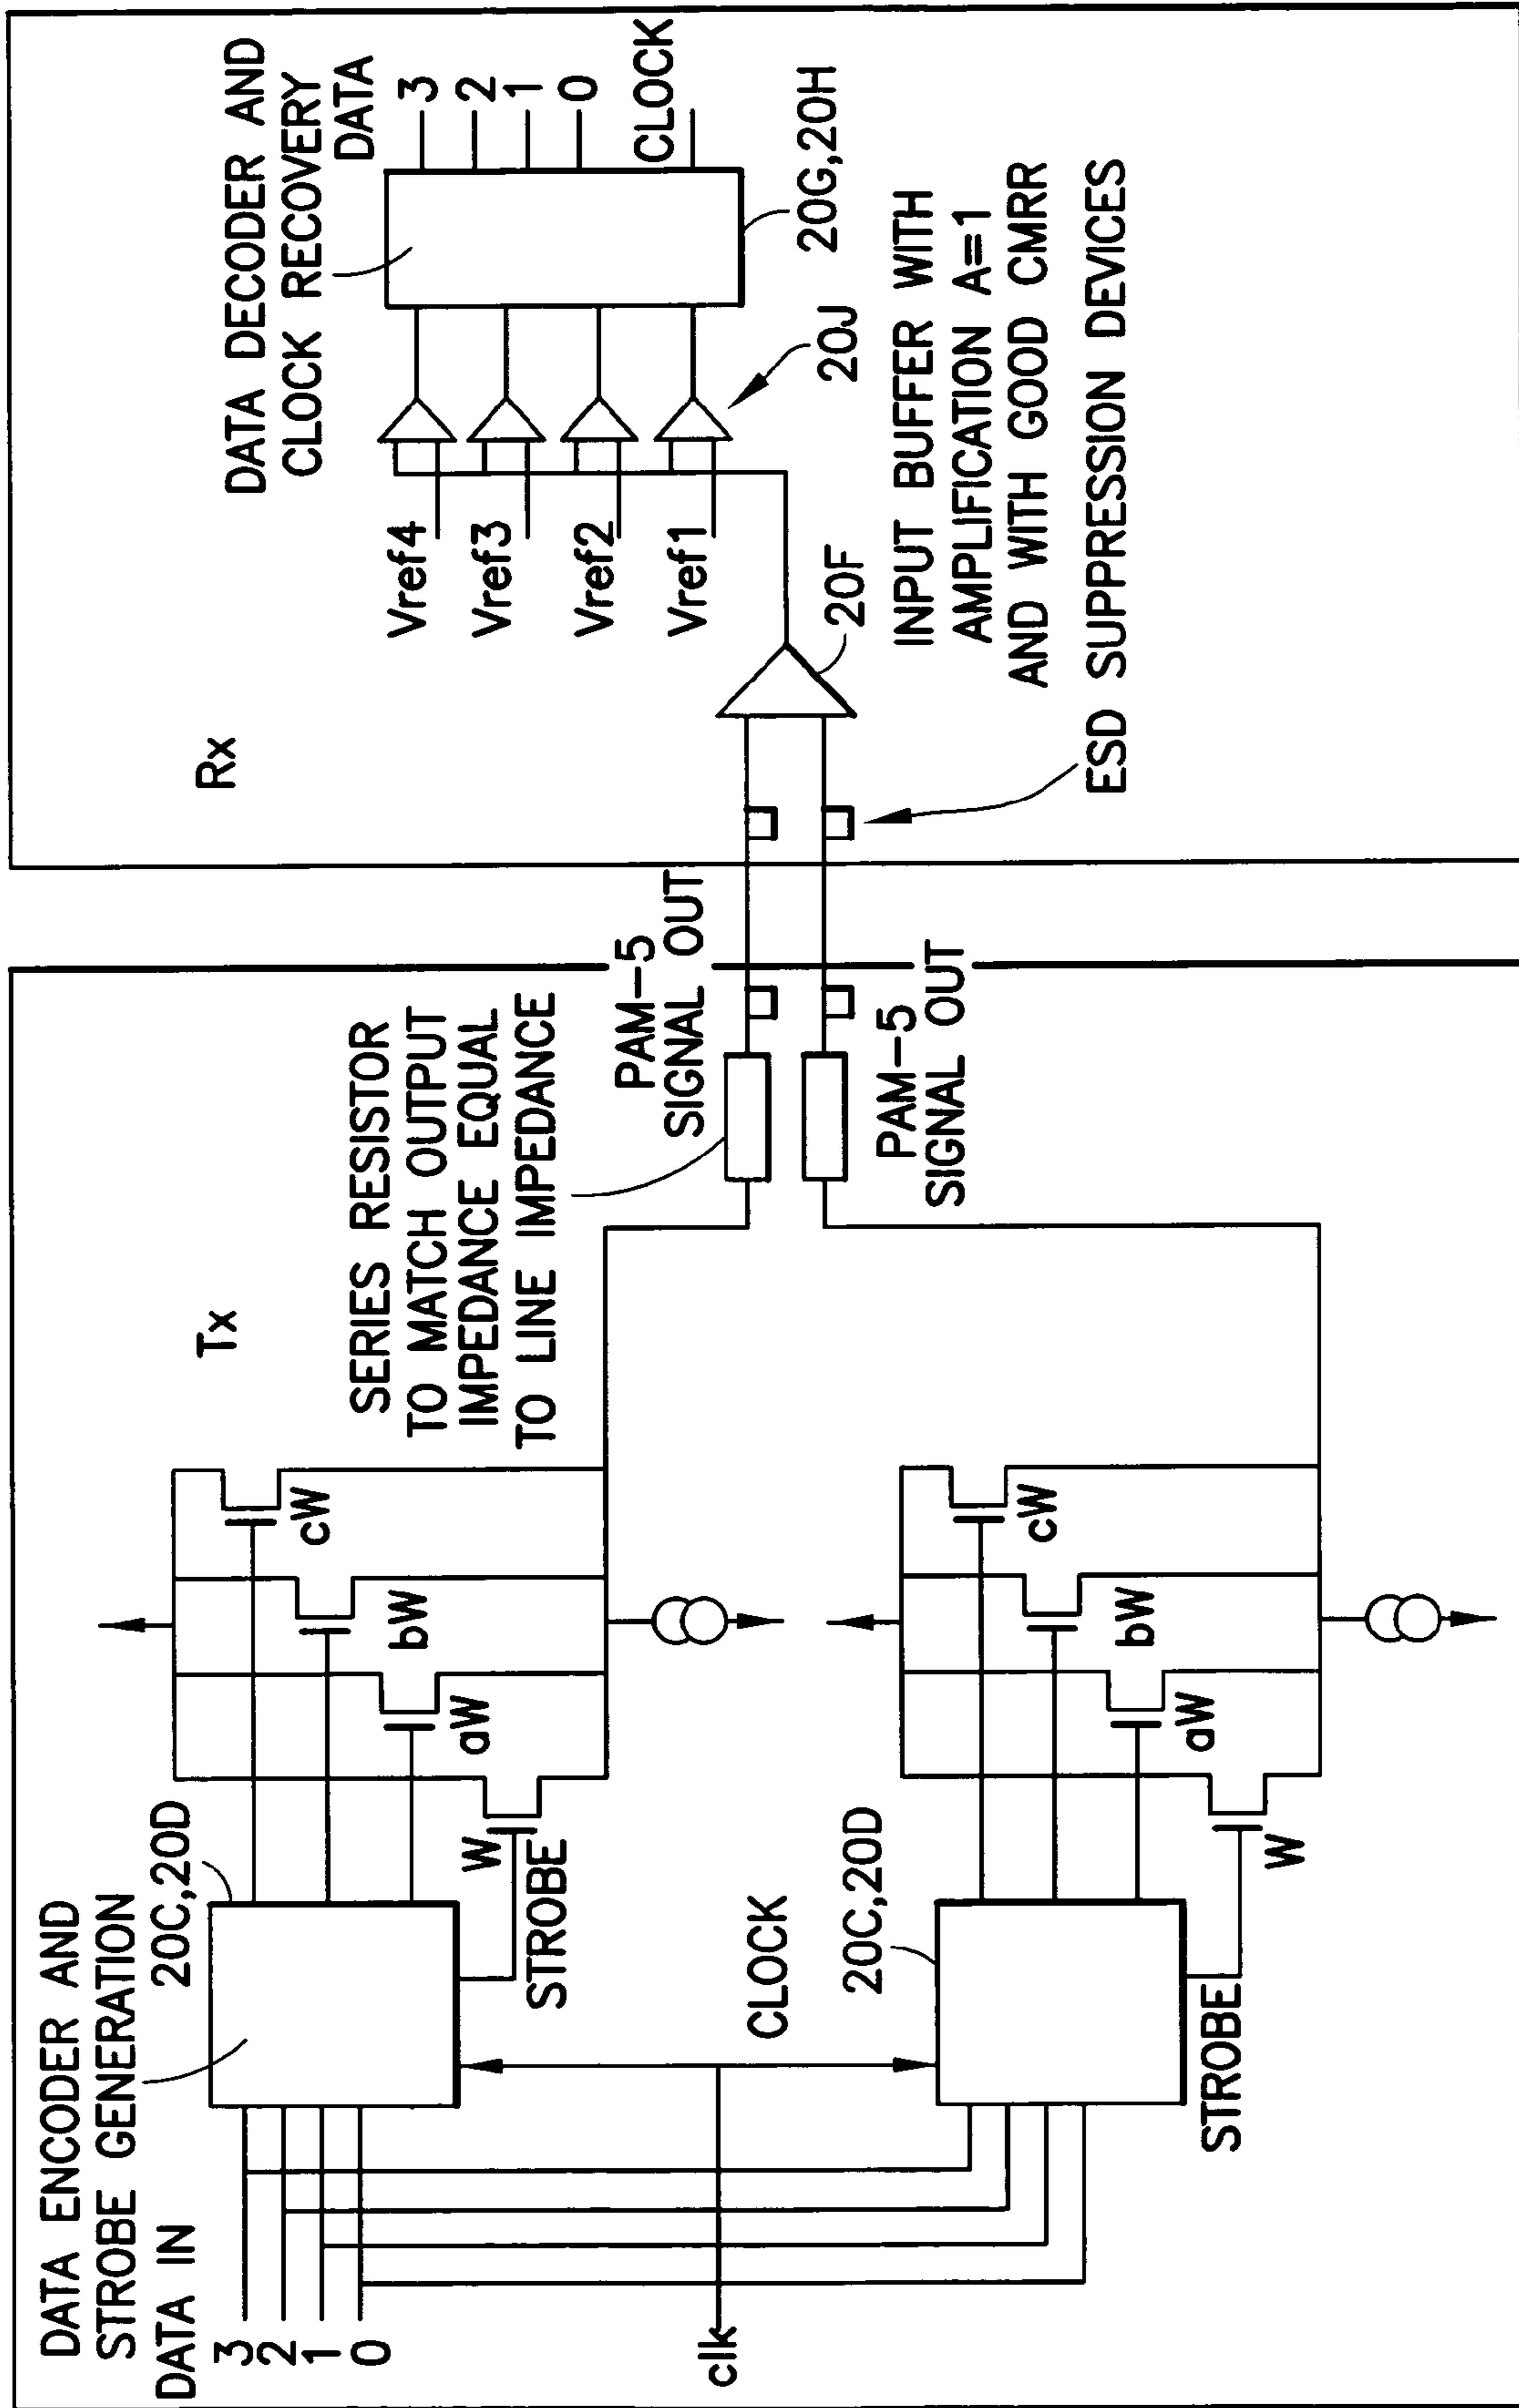 DATA ENCODER AND
STROBE GENERATION
20C,20D
DATA IN
3
2
1
0
STROBE
W
aW
bW
cW
clk
CLOCK
20C,20D
STROBE
W
aW
bW
cW
Tx
SERIES RESISTOR
TO MATCH OUTPUT
IMPEDANCE EQUAL
TO LINE IMPEDANCE
PAM-5
SIGNAL OUT
PAM-5
SIGNAL OUT
Rx
DATA DECODER AND
CLOCK RECOVERY
DATA
3
2
1
0
CLOCK
20G,20H
Vref4
Vref3
Vref2
Vref1
20J
20F
INPUT BUFFER WITH
AMPLIFICATION A=1
AND WITH GOOD CMRR
ESD SUPPRESSION DEVICES